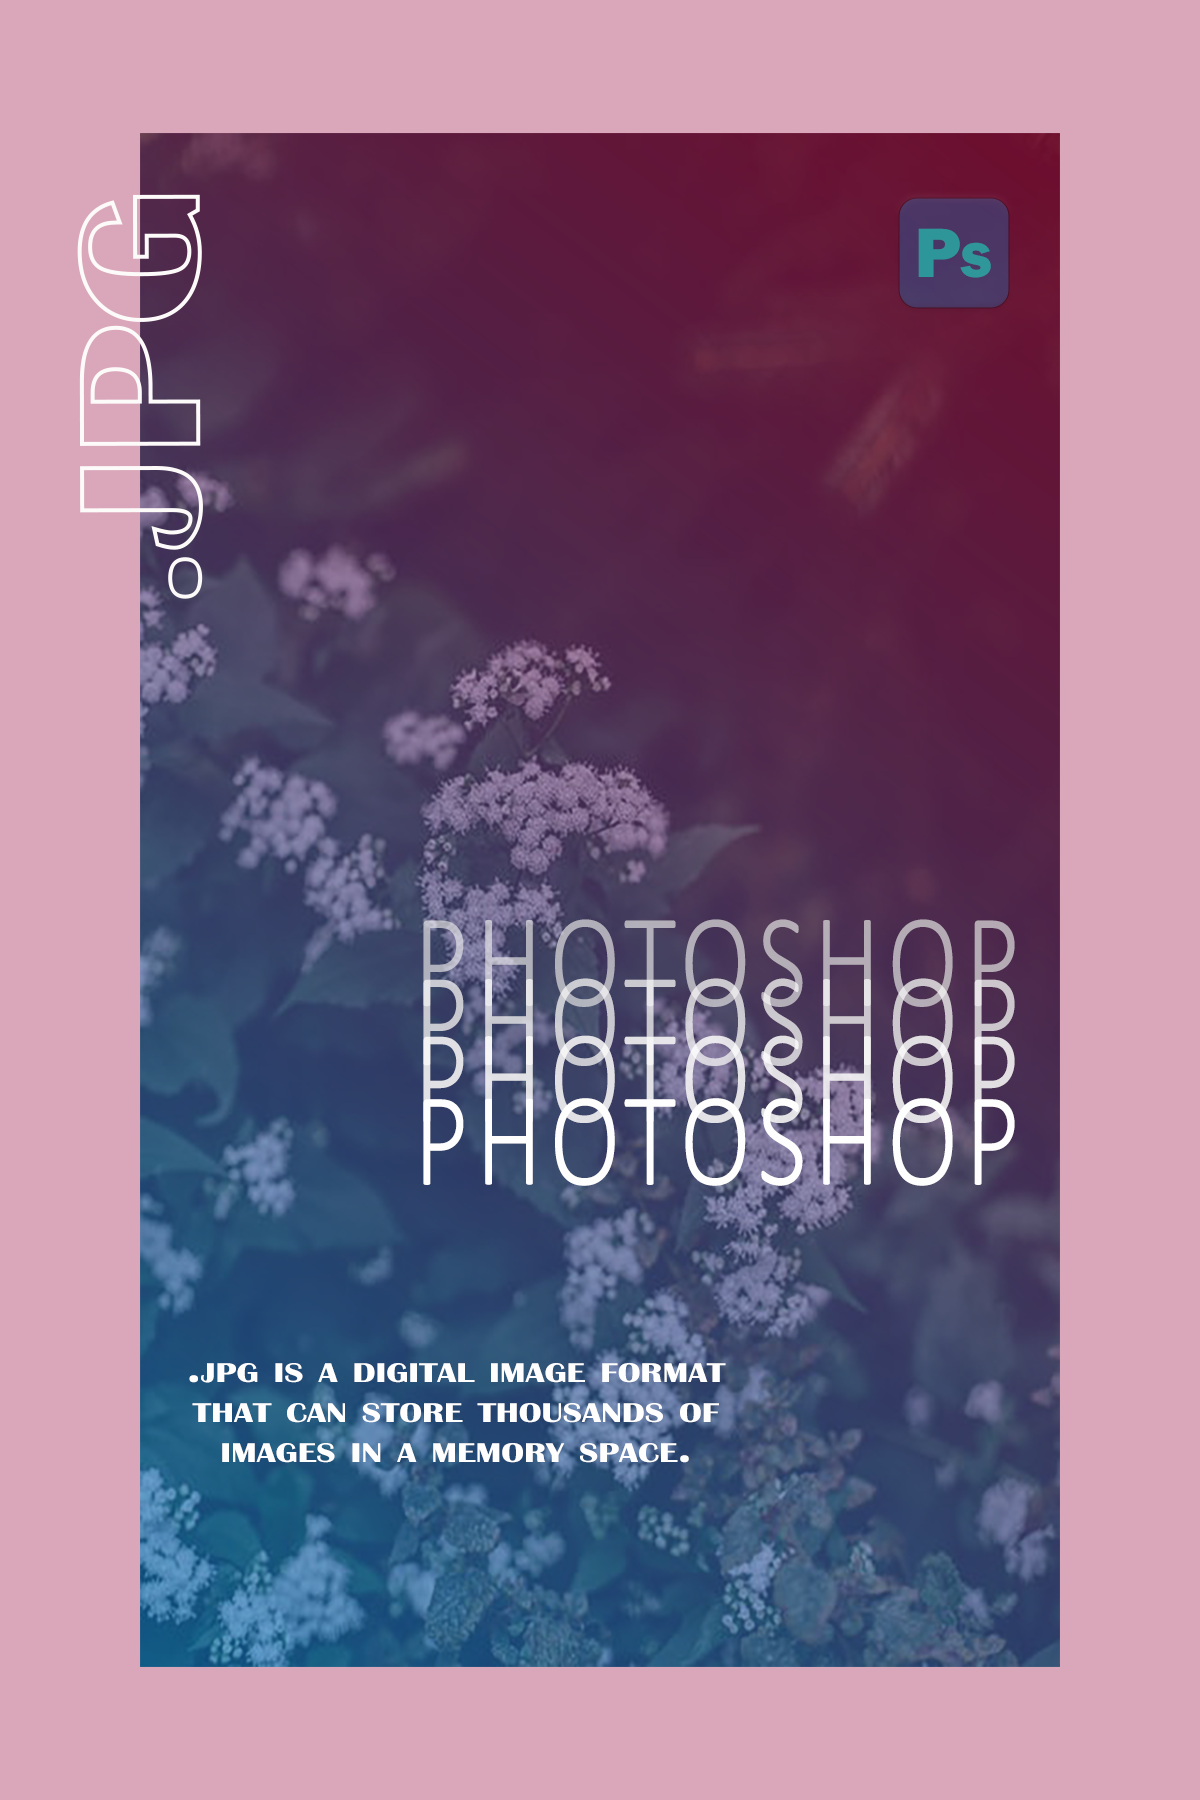 .JPG
Ps
PHOTOSHOP
PHOTOSHOP
PHOTOSHOP
PHOTOSHOP
.JPG IS A DIGITAL IMAGE FORMAT
THAT CAN STORE THOUSANDS OF
IMAGES IN A MEMORY SPACE.